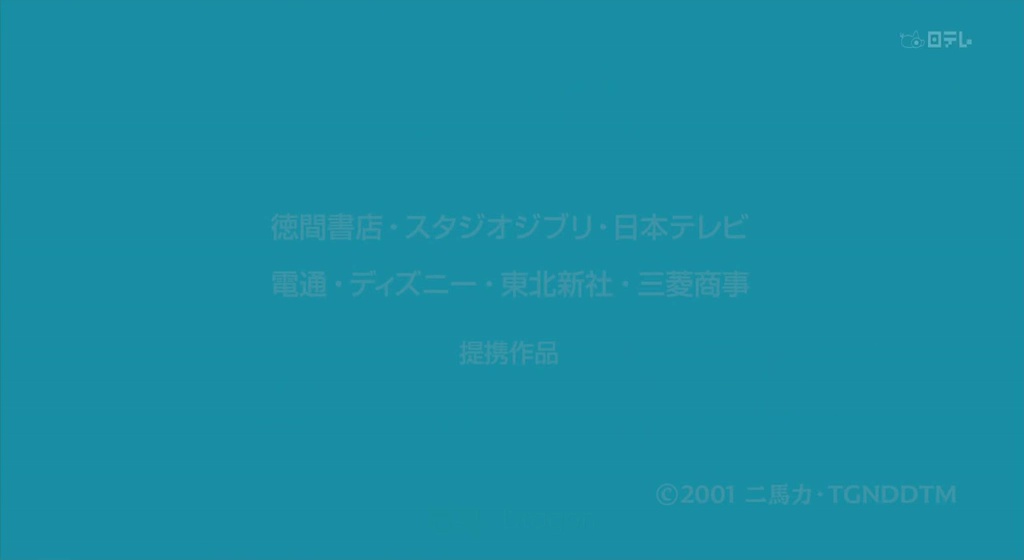 日テレ
徳間書店・スタジオジブリ・日本テレビ
電通・ディズニー・東北新社・三菱商事
提携作品
©2001 二馬力・TGNDDTM